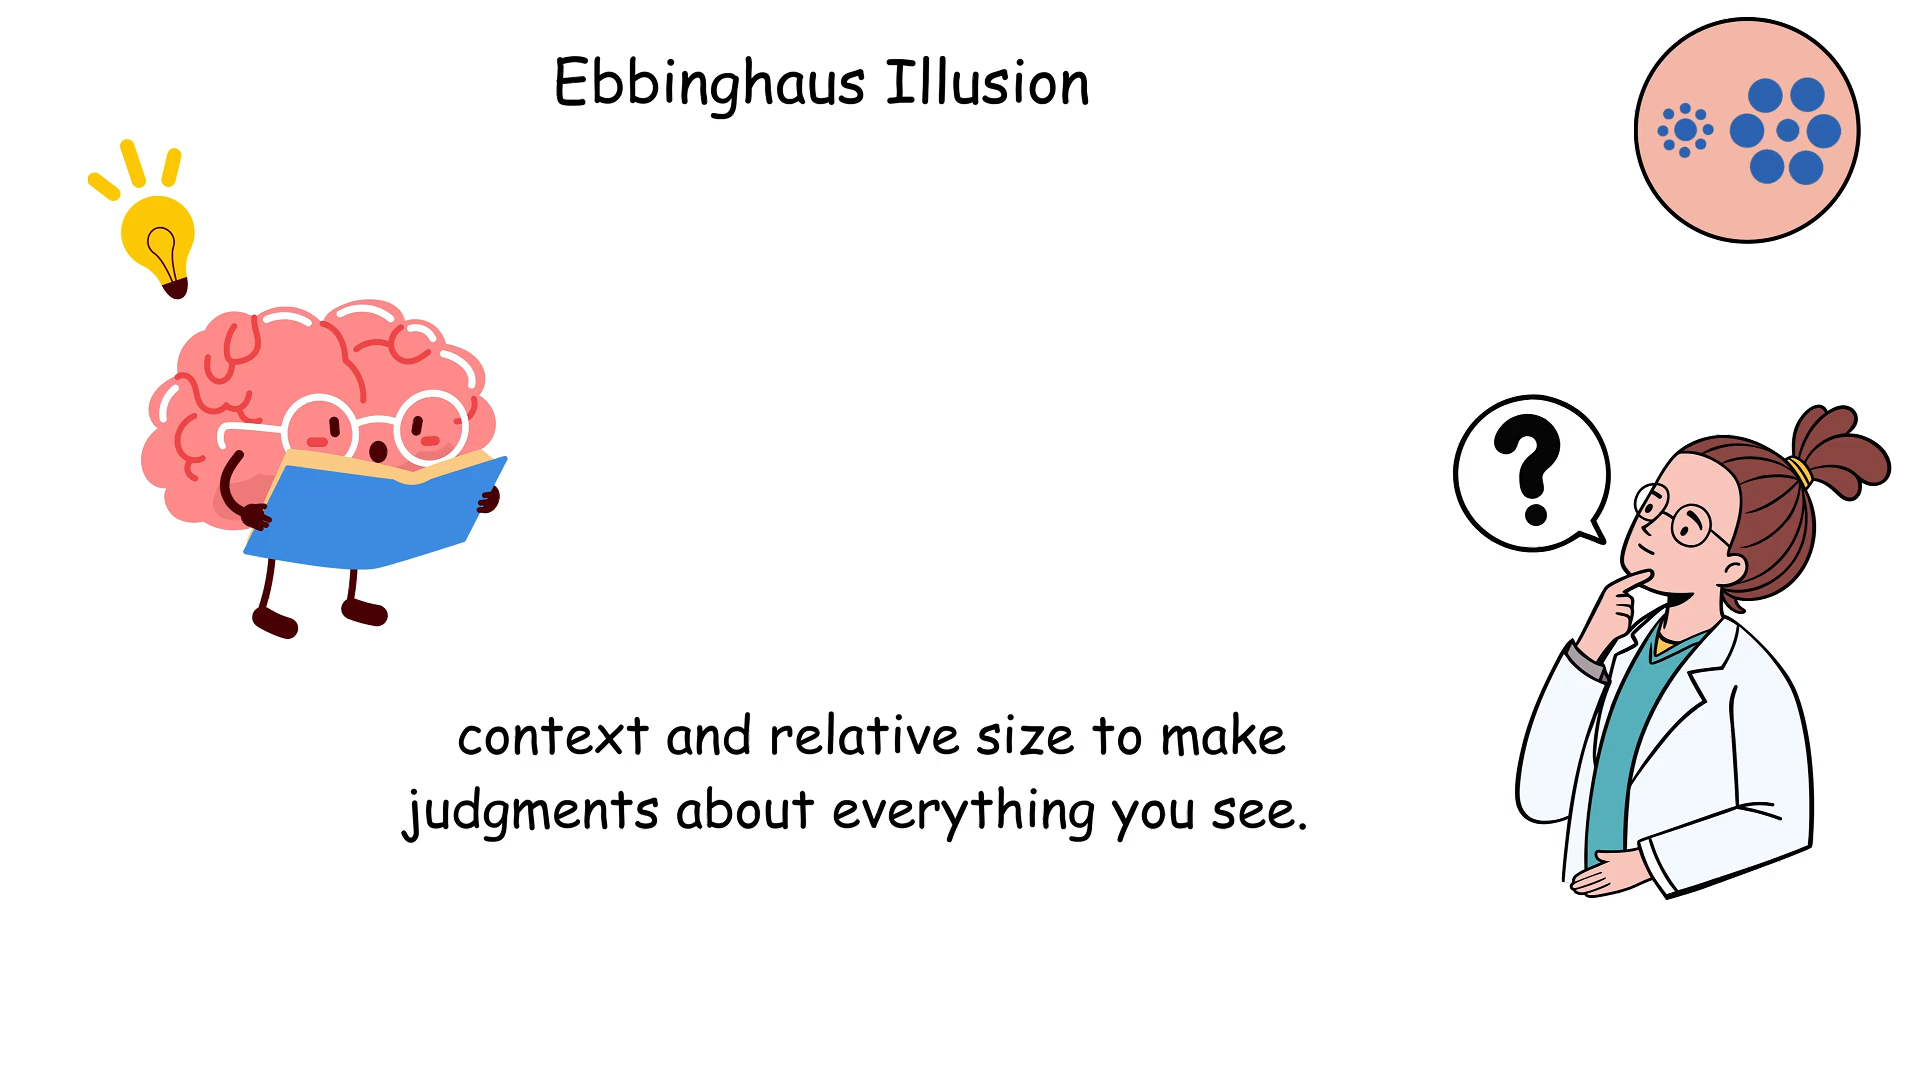 Ebbinghaus Illusion
?
context and relative size to make
judgments about everything you see.